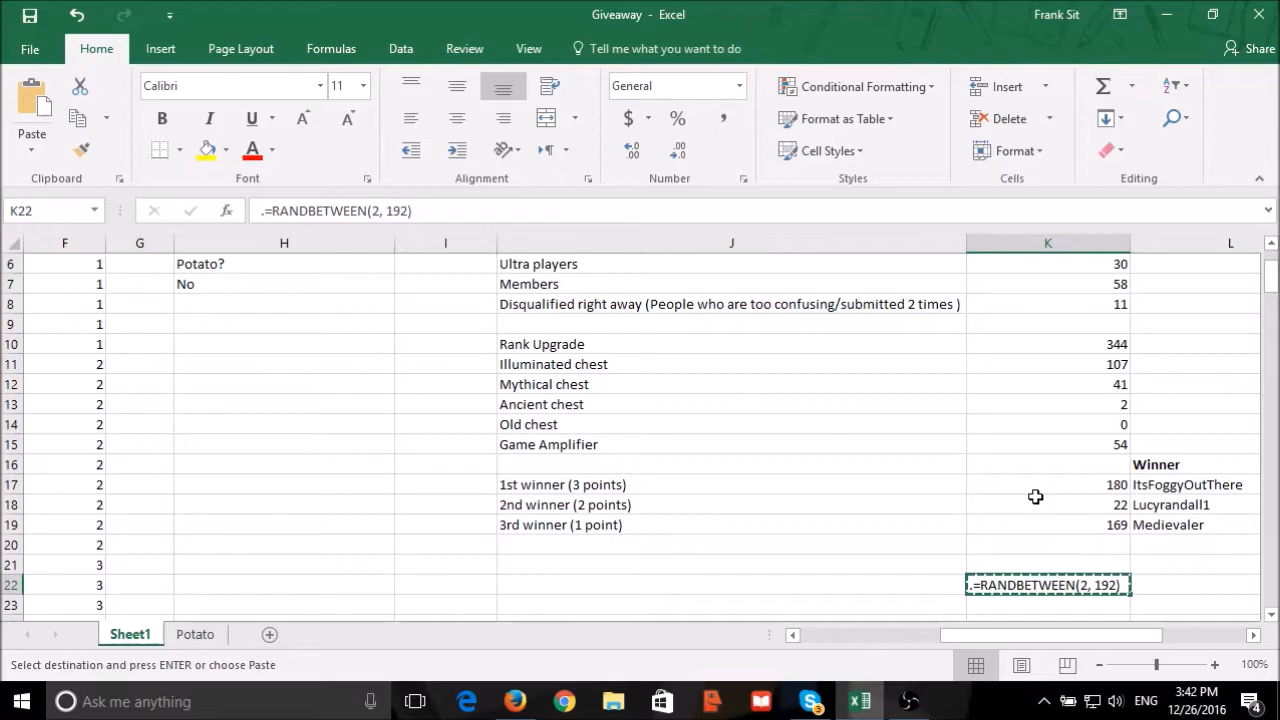 Giveaway - Excel
Frank Sit
File Home Insert Page Layout Formulas Data Review View Tell me what you want to do Share
Calibri 11 General Conditional Formatting Insert
Paste B I U A A A $ % , Format as Table Delete
Cell Styles Format
Clipboard Font Alignment Number Styles Cells Editing
K22 fx .=RANDBETWEEN(2, 192)
F G H I J K L
6 1 Potato? Ultra players 30
7 1 No Members 58
8 1 Disqualified right away (People who are too confusing/submitted 2 times ) 11
9 1
10 1 Rank Upgrade 344
11 2 Illuminated chest 107
12 2 Mythical chest 41
13 2 Ancient chest 2
14 2 Old chest 0
15 2 Game Amplifier 54
16 2 Winner
17 2 1st winner (3 points) 180 ItsFoggyOutThere
18 2 2nd winner (2 points) 22 Lucyrandall1
19 2 3rd winner (1 point) 169 Medievaler
20 2
21 3
22 3 .=RANDBETWEEN(2, 192)
23 3
Sheet1 Potato
Select destination and press ENTER or choose Paste 100%
Ask me anything 3 ENG 3:42 PM 4
12/26/2016